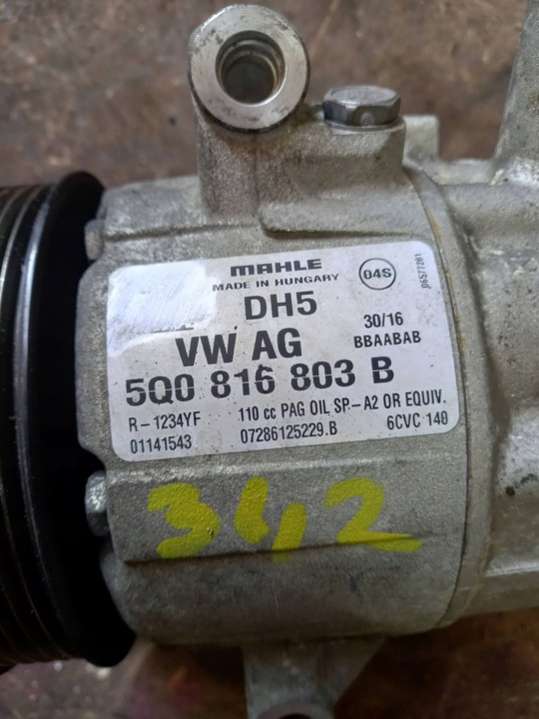 MAHLE
MADE IN HUNGARY
04S
DH5
30/16
VW AG
BBAABAB
5Q0 816 803 B
R-1234YF 110 cc PAG OIL SP-A2 OR EQUIV.
01141543 07286125229.B 6CVC 140
342